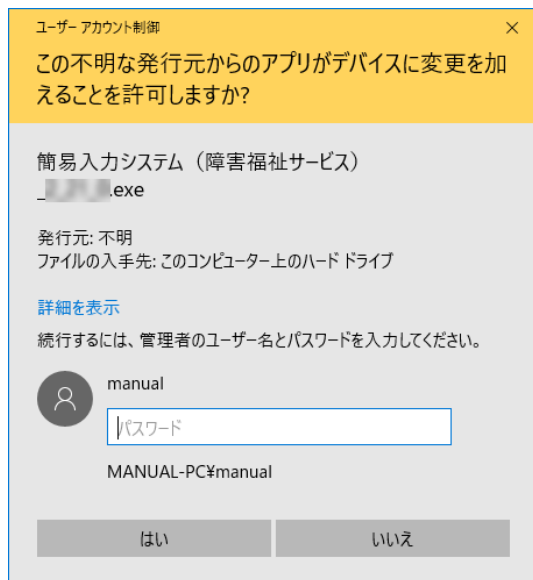 ユーザー アカウント制御
この不明な発行元からのアプリがデバイスに変更を加
えることを許可しますか?
簡易入力システム（障害福祉サービス）
_ .exe
発行元: 不明
ファイルの入手先: このコンピューター上のハード ドライブ
詳細を表示
続行するには、管理者のユーザー名とパスワードを入力してください。
manual
パスワード
MANUAL-PC¥manual
はい
いいえ